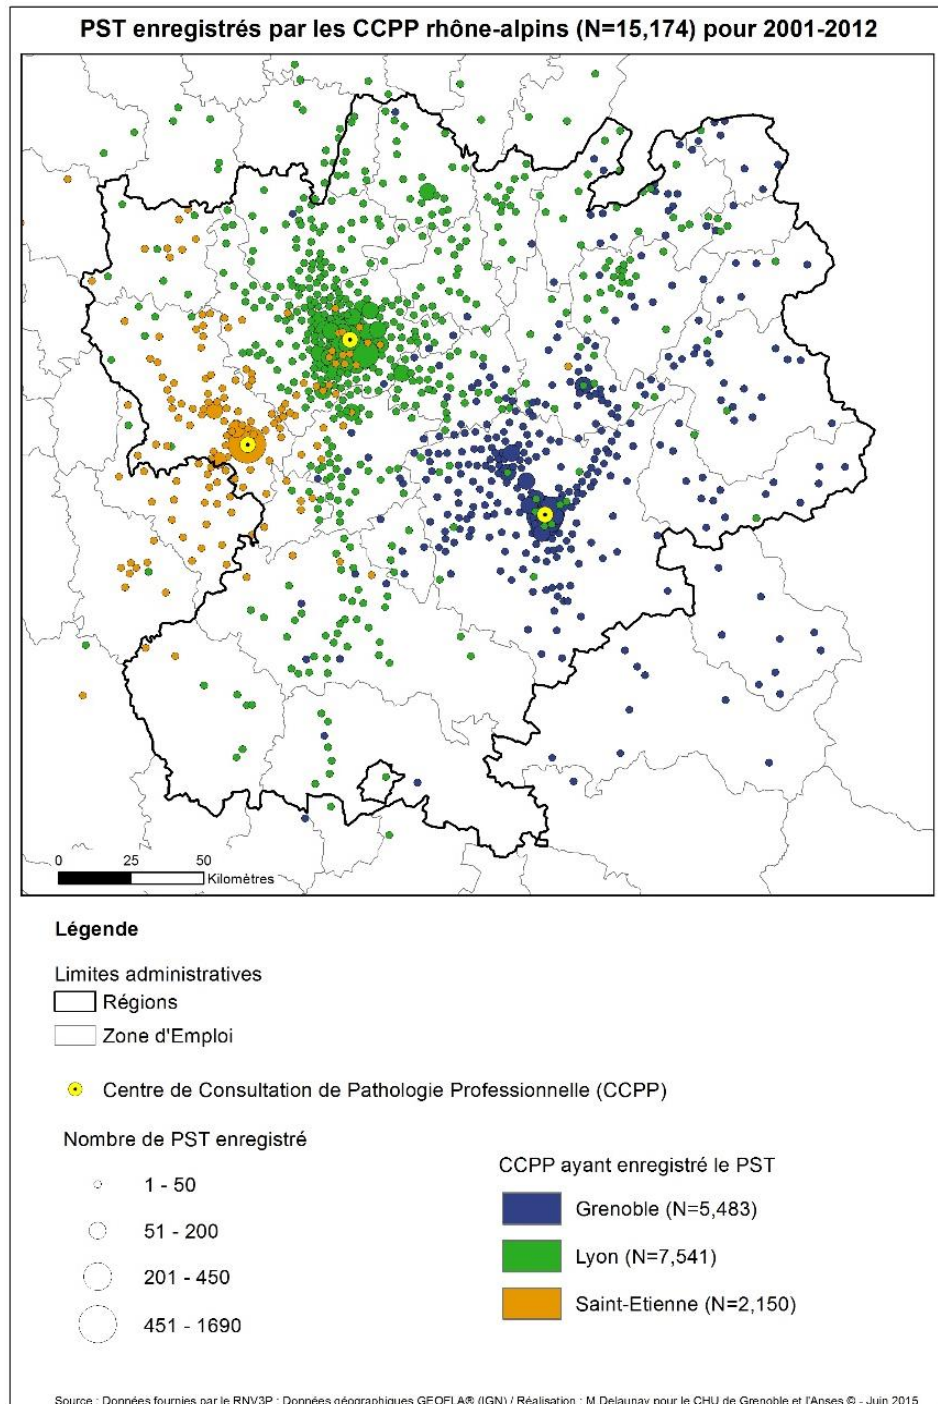 PST enregistrés par les CCPP rhône-alpins (N=15,174) pour 2001-2012
0 25 50
Kilomètres
Légende
Limites administratives
Régions
Zone d'Emploi
Centre de Consultation de Pathologie Professionnelle (CCPP)
Nombre de PST enregistré
1 - 50
51 - 200
201 - 450
451 - 1690
CCPP ayant enregistré le PST
Grenoble (N=5,483)
Lyon (N=7,541)
Saint-Etienne (N=2,150)
Source : Données fournies par le RNV3P ; Données géographiques GEOFLA® (IGN) / Réalisation : M.Delaunay pour le CHU de Grenoble et l'Anses © - Juin 2015